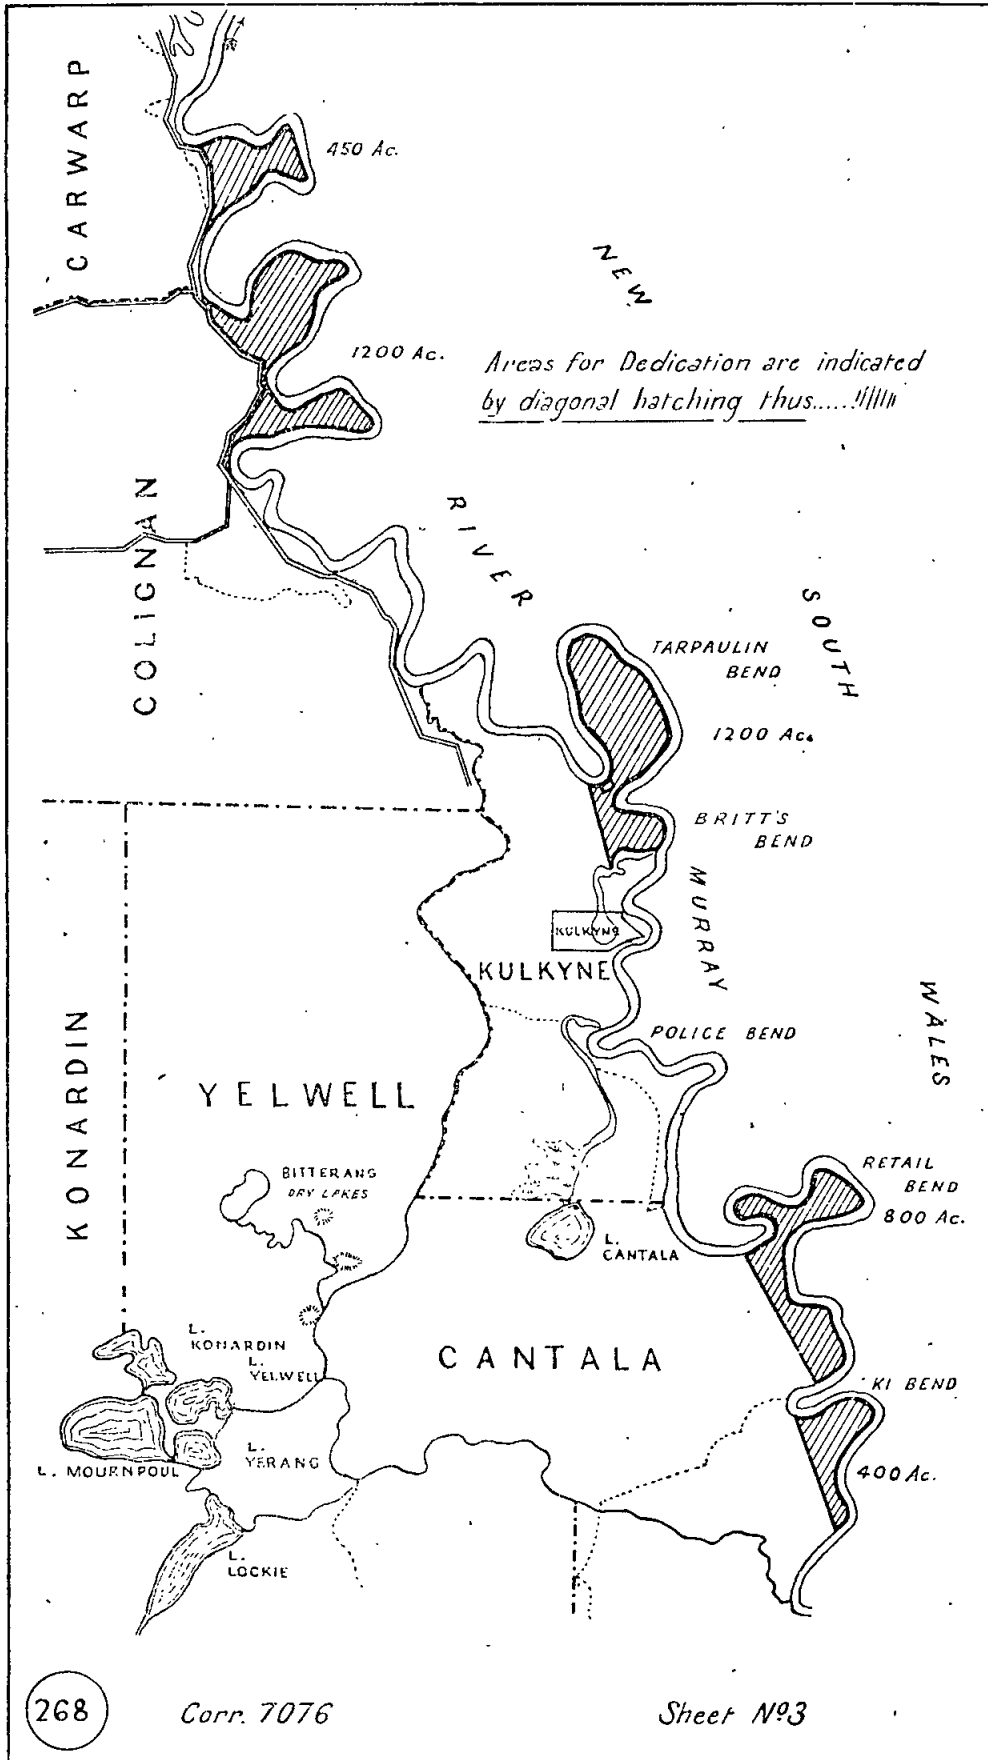 CARWARP
450 Ac.
NEW
1200 Ac.
Areas for Dedication are indicated
by diagonal hatching thus.....
COLIGNAN
RIVER
SOUTH
TARPAULIN
BEND
1200 Ac.
BRITT'S
BEND
MURRAY
KULKYNE
KULKYNE
WALES
POLICE BEND
KONARDIN
YELWELL
BITTERANG
DRY LAKES
RETAIL
BEND
800 Ac.
L.
CANTALA
L.
KONARDIN
L.
YELWELL
CANTALA
KI BEND
L. MOURNPOUL
L.
YERANG
400 Ac.
L.
LOCKIE
268
Corr. 7076
Sheet Nº3